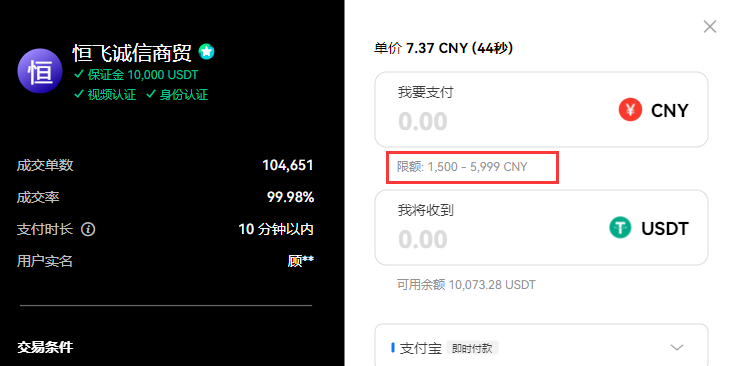 恒
恒飞诚信商贸
保证金 10,000 USDT
视频认证 身份认证
成交单数 104,651
成交率 99.98%
支付时长 10 分钟以内
用户实名 顾**
交易条件
单价 7.37 CNY (44秒)
我要支付
0.00 CNY
限额: 1,500 - 5,999 CNY
我将收到
0.00 USDT
可用余额 10,073.28 USDT
支付宝 即时付款